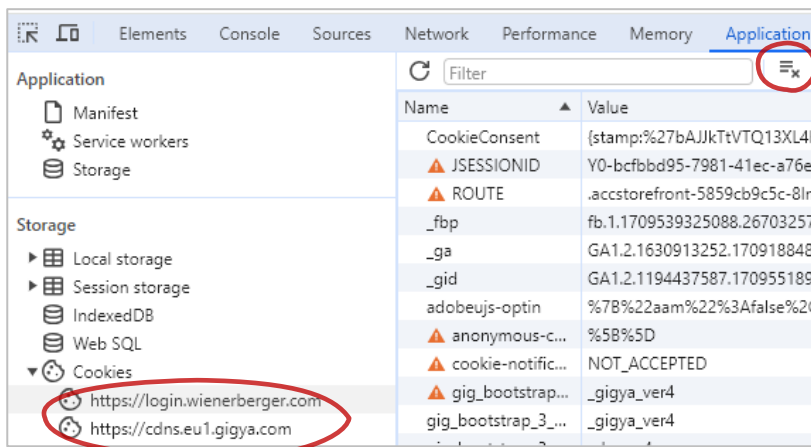 Elements Console Sources Network Performance Memory Application
Application
Manifest
Service workers
Storage
Storage
Local storage
Session storage
IndexedDB
Web SQL
Cookies
https://login.wienerberger.com
https://cdns.eu1.gigya.com
Filter
Name Value
CookieConsent {stamp:%27bAJJkTtVTQ13XL4
JSESSIONID Y0-bcfbbd95-7981-41ec-a76e
ROUTE .accstorefront-5859cb9c5c-8
_fbp fb.1.1709539325088.26703257
_ga GA1.2.1630913252.170918848
_gid GA1.2.1194437587.170955189
adobeujs-optin %7B%22aam%22%3Afalse%2
anonymous-c... %5B%5D
cookie-notific... NOT_ACCEPTED
gig_bootstrap... _gigya_ver4
gig_bootstrap_3_... _gigya_ver4